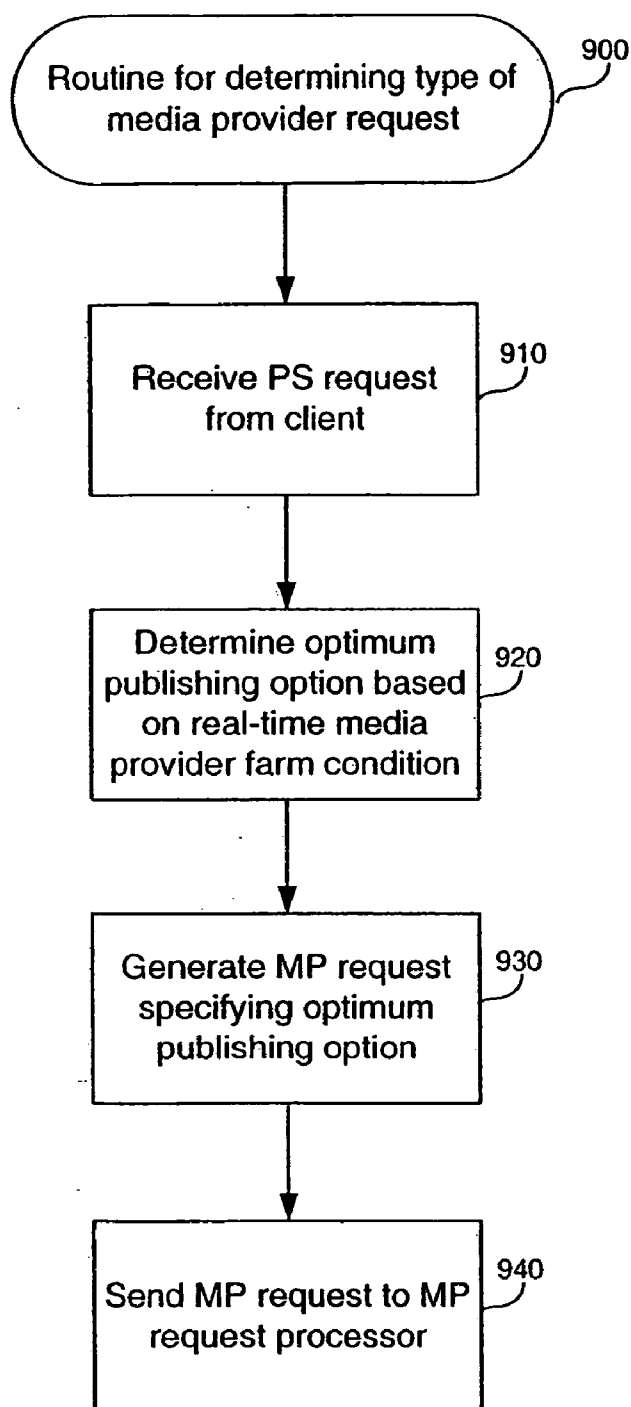 Routine for determining type of
media provider request
900
Receive PS request
from client
910
Determine optimum
publishing option based
on real-time media
provider farm condition
920
Generate MP request
specifying optimum
publishing option
930
Send MP request to MP
request processor
940